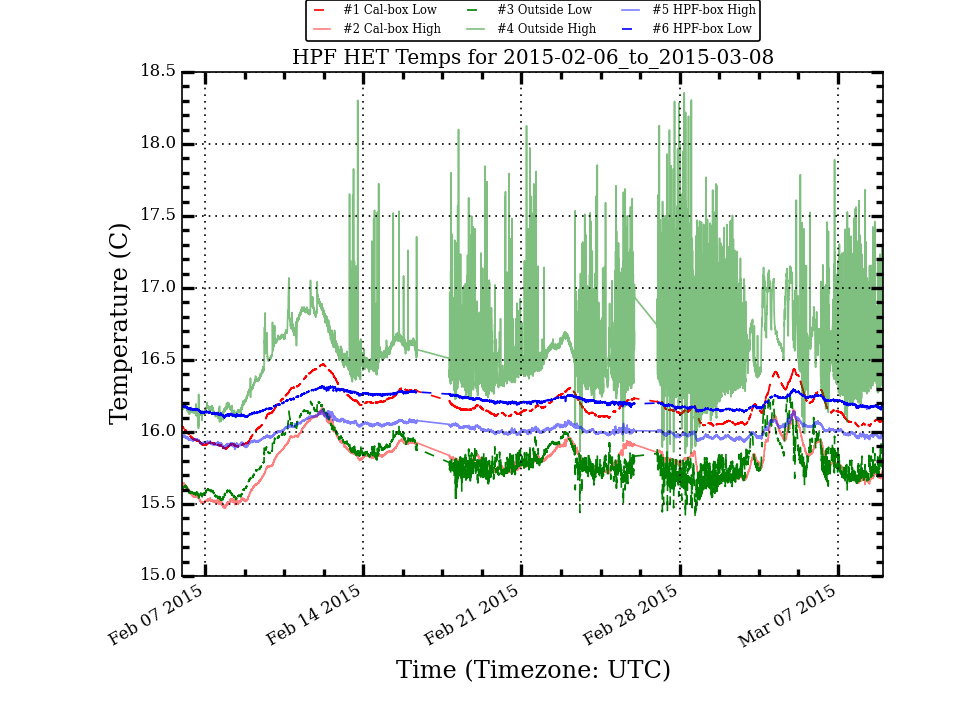 #1 Cal-box Low #3 Outside Low #5 HPF-box High
#2 Cal-box High #4 Outside High #6 HPF-box Low
HPF HET Temps for 2015-02-06_to_2015-03-08
18.5
18.0
17.5
17.0
16.5
16.0
15.5
15.0
Temperature (C)
Feb 07 2015 Feb 14 2015 Feb 21 2015 Feb 28 2015 Mar 07 2015
Time (Timezone: UTC)